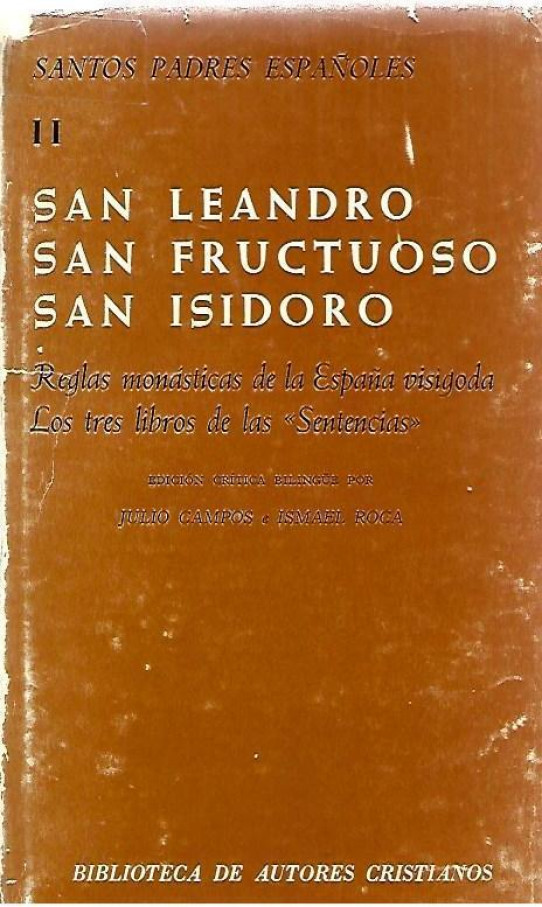 SANTOS PADRES ESPAÑOLES
II
SAN LEANDRO
SAN FRUCTUOSO
SAN ISIDORO
Reglas monásticas de la España visigoda
Los tres libros de las «Sentencias»
EDICIÓN CRÍTICA BILINGÜE POR
JULIO CAMPOS e ISMAEL ROCA
BIBLIOTECA DE AUTORES CRISTIANOS